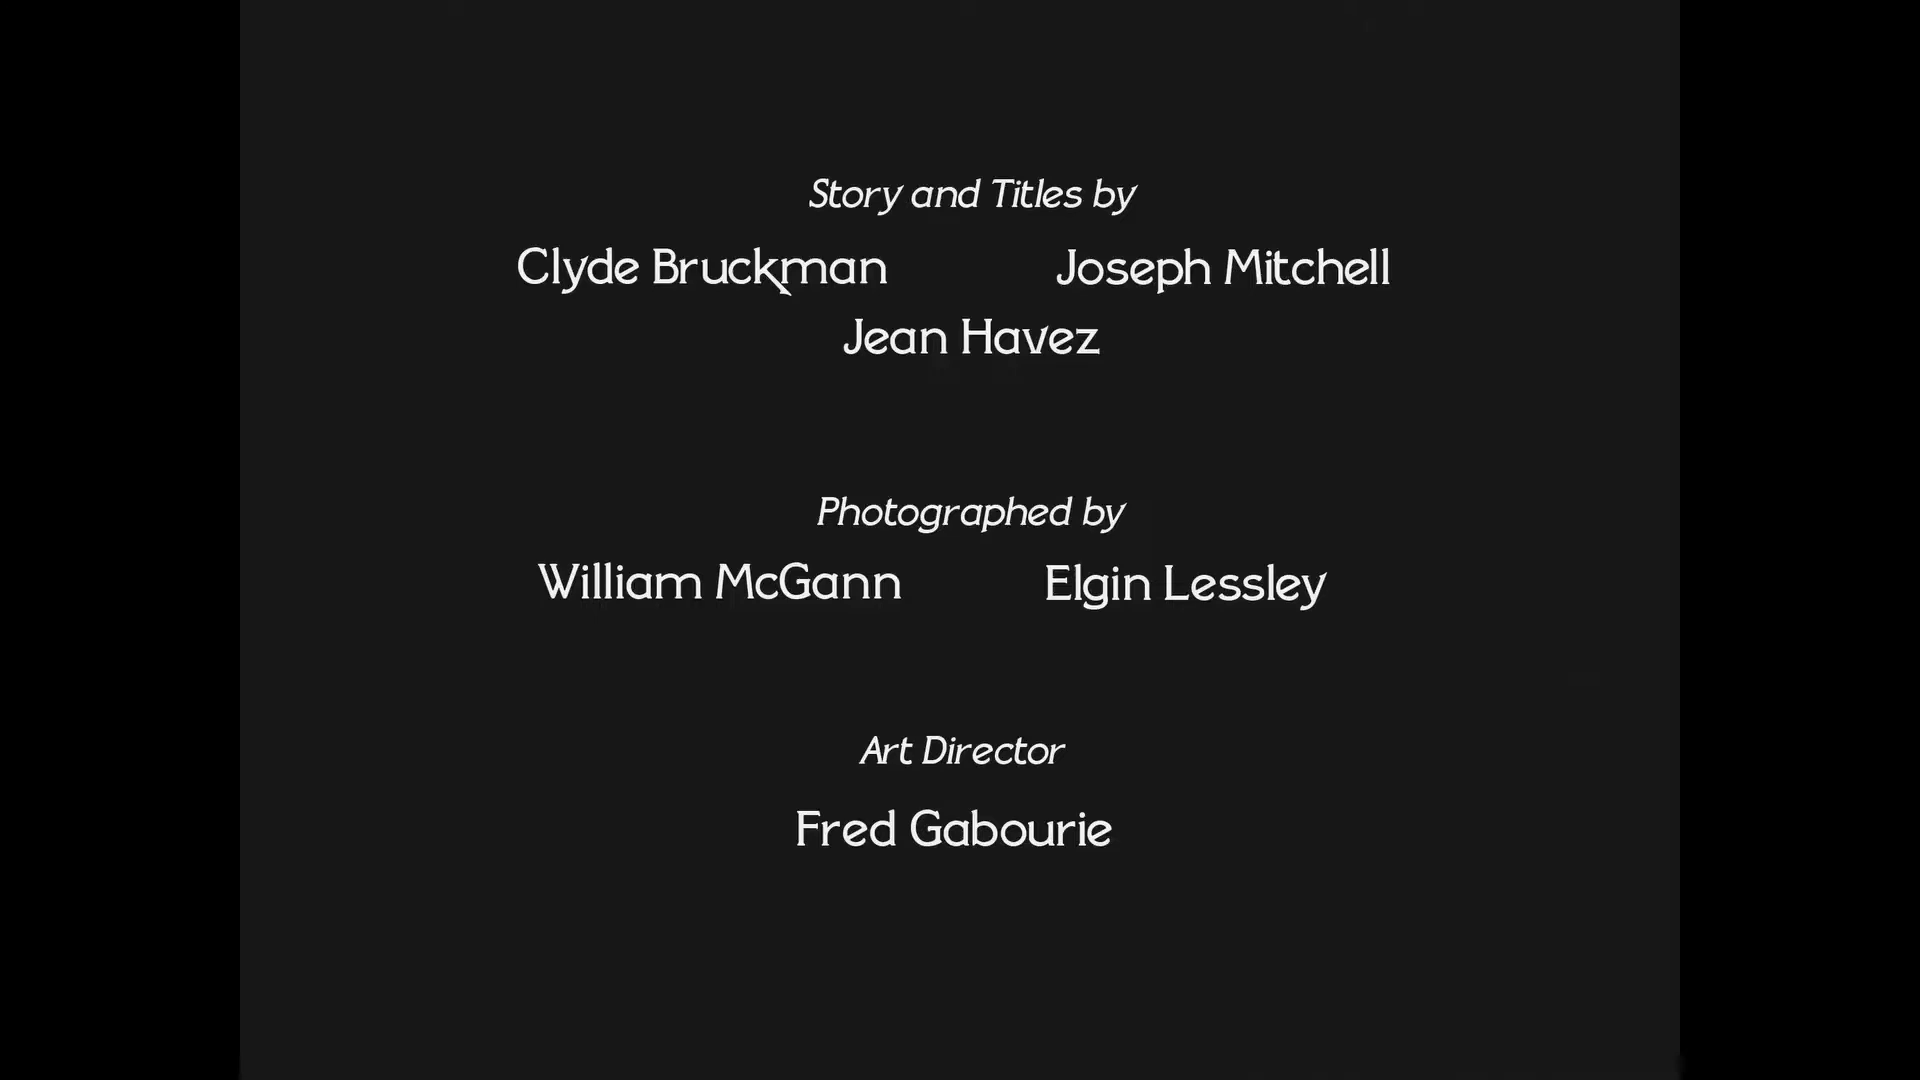 Story and Titles by
Clyde Bruckman Joseph Mitchell
Jean Havez
Photographed by
William McGann Elgin Lessley
Art Director
Fred Gabourie